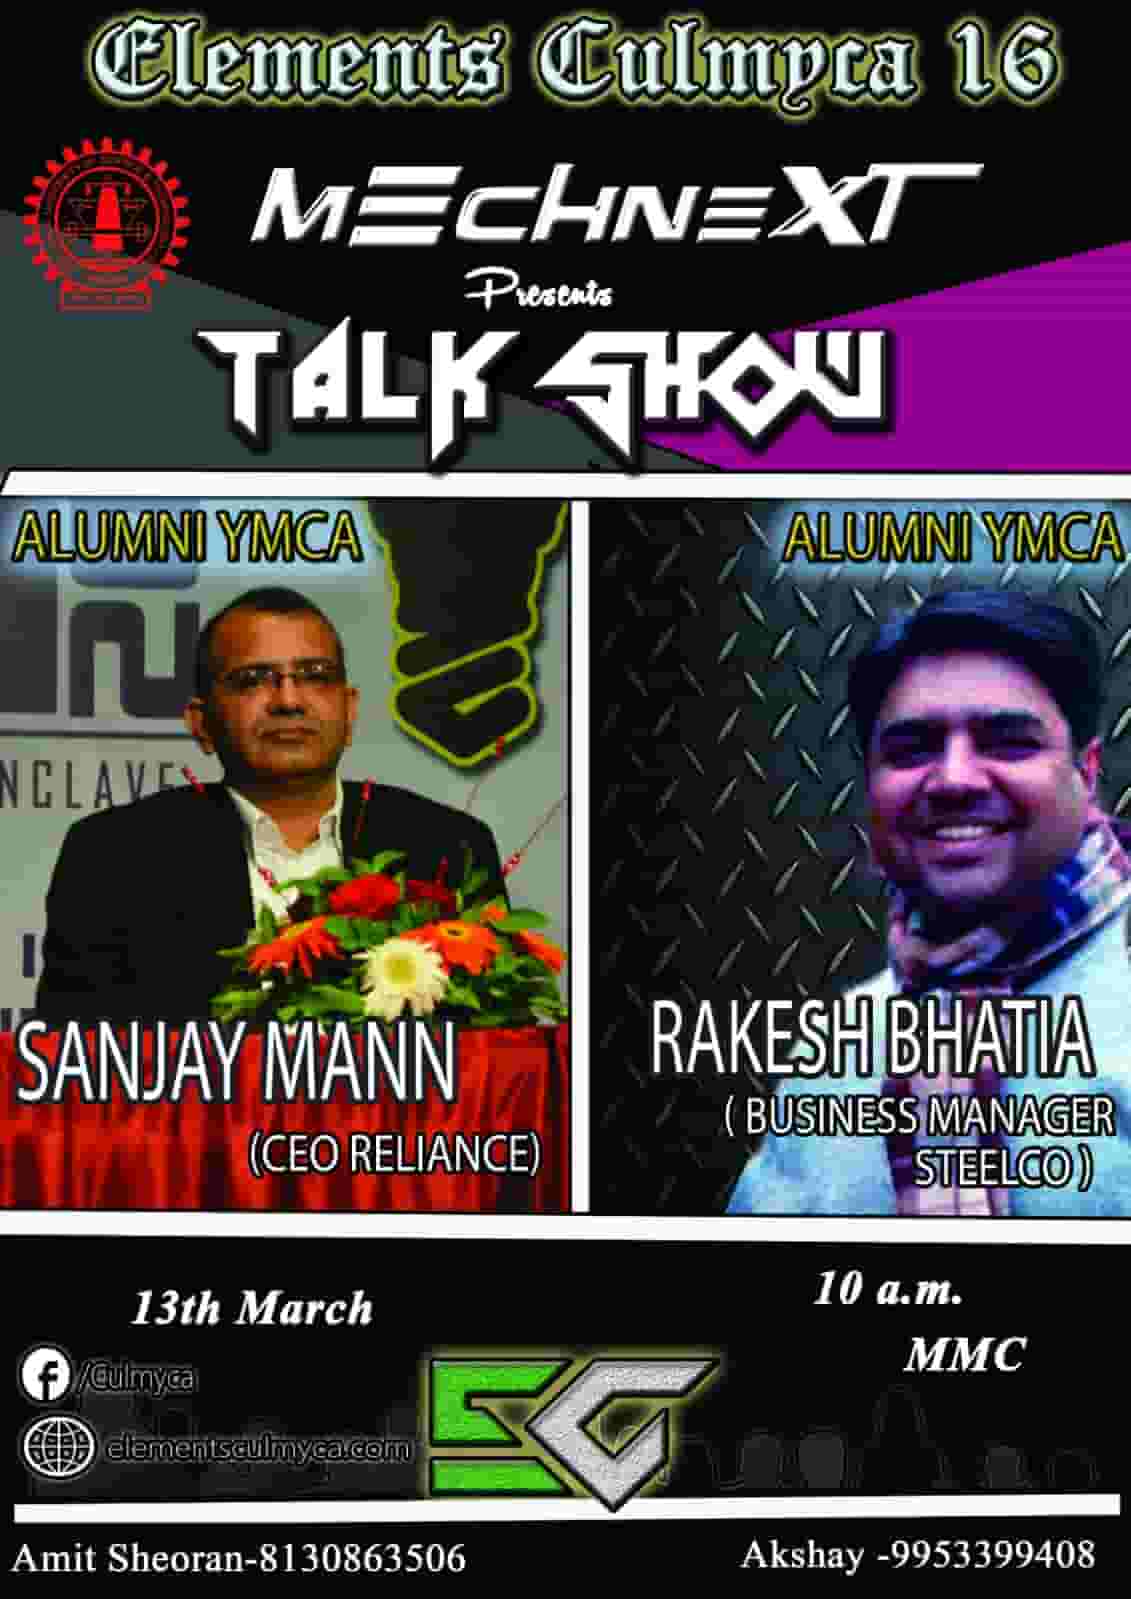 Elements Culmyca 16
MECHNEXT
Presents
TALK SHOW
ALUMNI YMCA
ALUMNI YMCA
NCLAVE
SANJAY MANN
(CEO RELIANCE)
RAKESH BHATIA
( BUSINESS MANAGER
STEELCO )
13th March
10 a.m.
MMC
/Culmyca
elementsculmyca.com
Amit Sheoran-8130863506
Akshay -9953399408